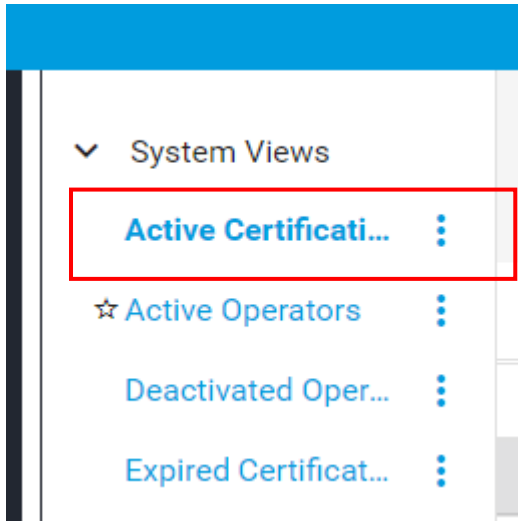 System Views
Active Certificati...
Active Operators
Deactivated Oper...
Expired Certificat...